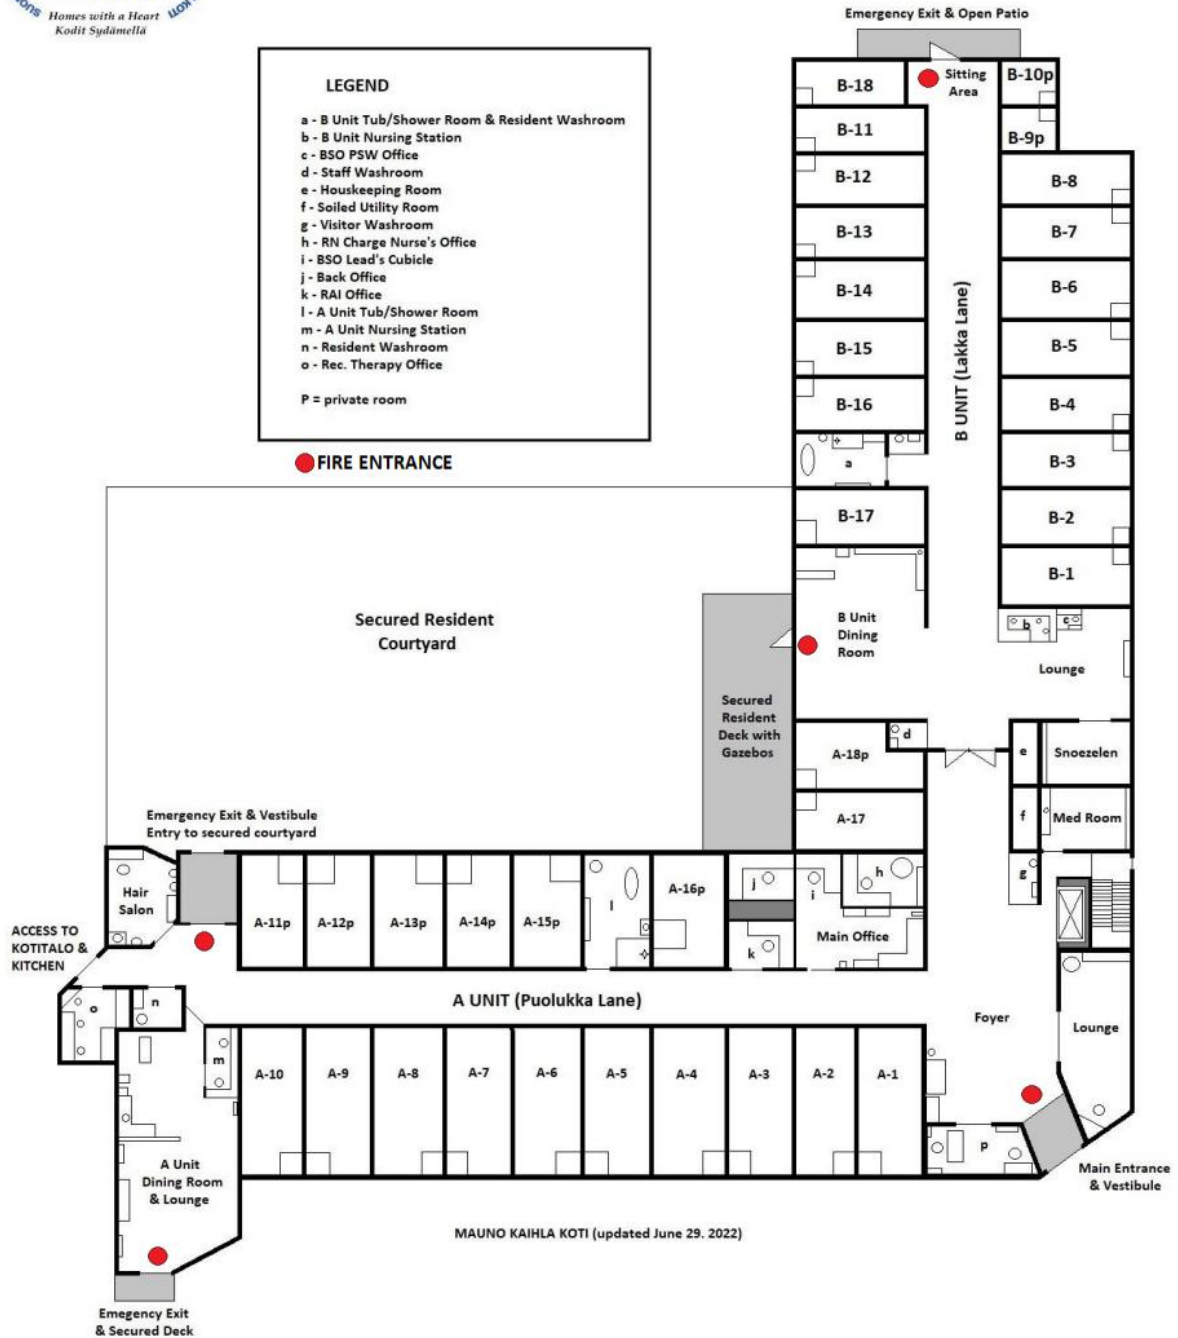 Homes with a Heart
Kodit Sydämellä
Emergency Exit & Open Patio
LEGEND
a - B Unit Tub/Shower Room & Resident Washroom
b - B Unit Nursing Station
c - BSO PSW Office
d - Staff Washroom
e - Houskeeping Room
f - Soiled Utility Room
g - Visitor Washroom
h - RN Charge Nurse's Office
i - BSO Lead's Cubicle
j - Back Office
k - RAI Office
l - A Unit Tub/Shower Room
m - A Unit Nursing Station
n - Resident Washroom
o - Rec. Therapy Office
P = private room
FIRE ENTRANCE
Sitting
Area
B-18
B-10p
B-11
B-9p
B-12
B-8
B-13
B-7
B-14
B-6
B-15
B-5
B-16
B-4
B UNIT (Lakka Lane)
a
B-3
B-17
B-2
B-1
B Unit
Dining
Room
b
c
Lounge
Secured Resident
Courtyard
Secured
Resident
Deck with
Gazebos
d
A-18p
e
Snoezelen
A-17
f
Med Room
g
Emergency Exit & Vestibule
Entry to secured courtyard
Hair
Salon
A-11p
A-12p
A-13p
A-14p
A-15p
l
A-16p
j
k
i
h
Main Office
ACCESS TO
KOTITALO &
KITCHEN
o
n
A UNIT (Puolukka Lane)
Foyer
Lounge
m
A-10
A-9
A-8
A-7
A-6
A-5
A-4
A-3
A-2
A-1
p
A Unit
Dining Room
& Lounge
Main Entrance
& Vestibule
MAUNO KAIHLA KOTI (updated June 29. 2022)
Emegency Exit
& Secured Deck